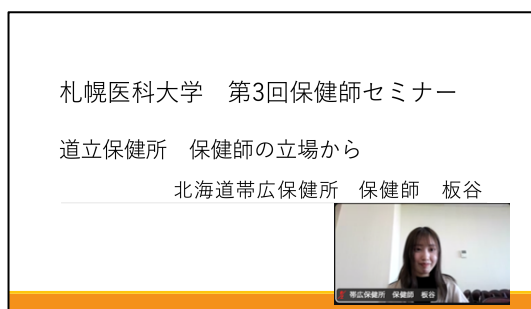 札幌医科大学　第3回保健師セミナー
道立保健所　保健師の立場から
北海道帯広保健所　保健師　板谷
帯広保健所　保健師　板谷